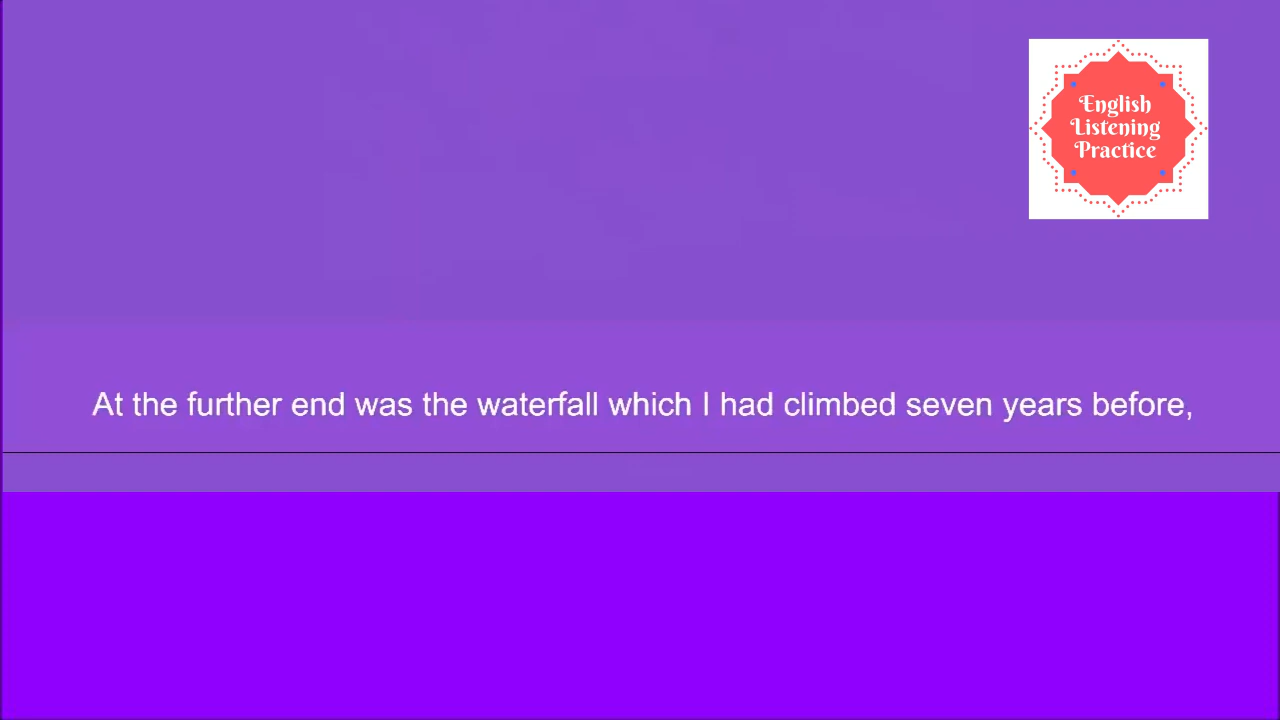 English
Listening
Practice
At the further end was the waterfall which I had climbed seven years before,